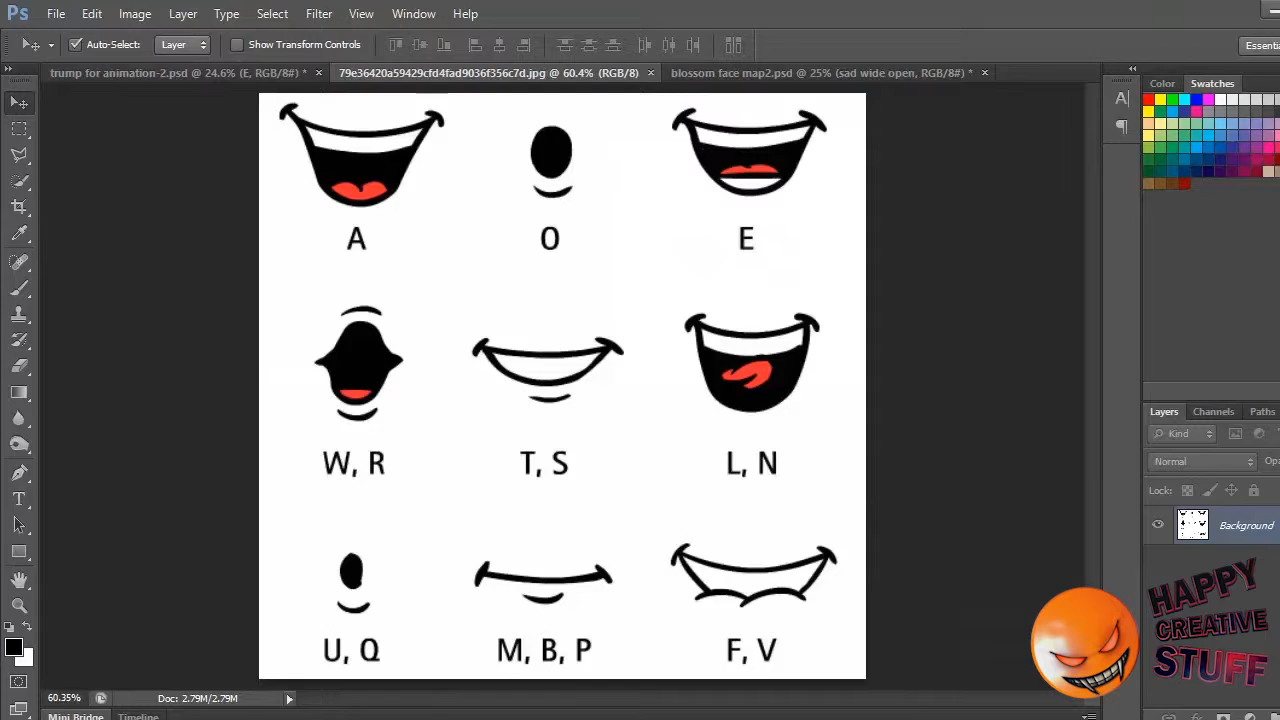 Ps File Edit Image Layer Type Select Filter View Window Help
Auto-Select: Layer Show Transform Controls Essenti
trump for animation-2.psd @ 24.6% (E, RGB/8#) * × 79e36420a59429cfd4fad9036f356c7d.jpg @ 60.4% (RGB/8) × blossom face map2.psd @ 25% (sad wide open, RGB/8#) * ×
Color Swatches
A O E
W, R T, S L, N
U, Q M, B, P F, V
Layers Channels Paths
Kind
Normal Opa
Lock:
Background
HAPPY
CREATIVE
STUFF
60.35% Doc: 2.79M/2.79M
Mini Bridge Timeline